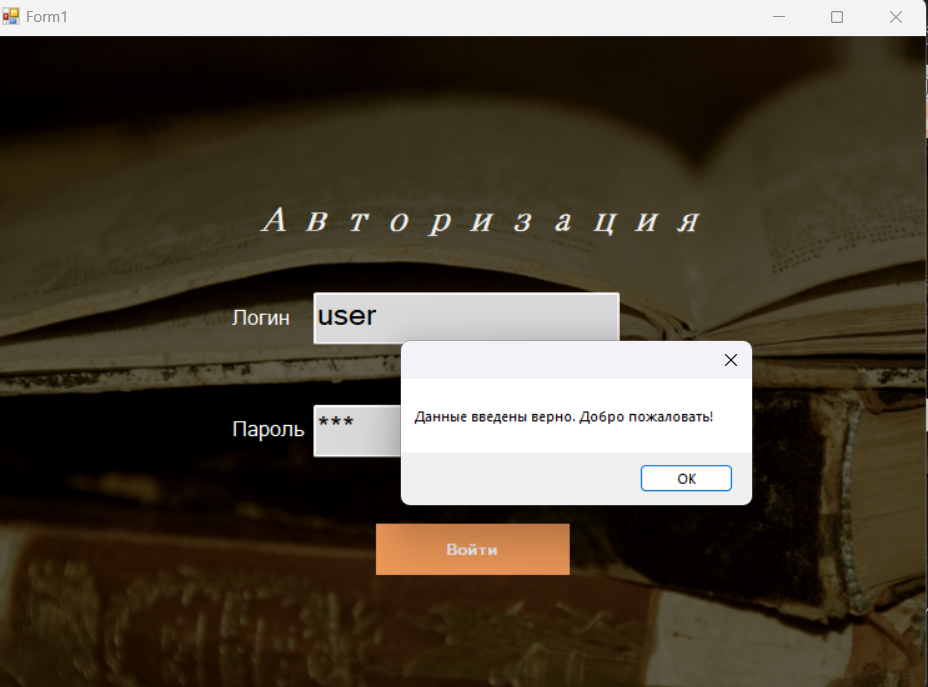 Form1
Авторизация
Логин
user
Данные введены верно. Добро пожаловать!
Пароль
***
OK
Войти